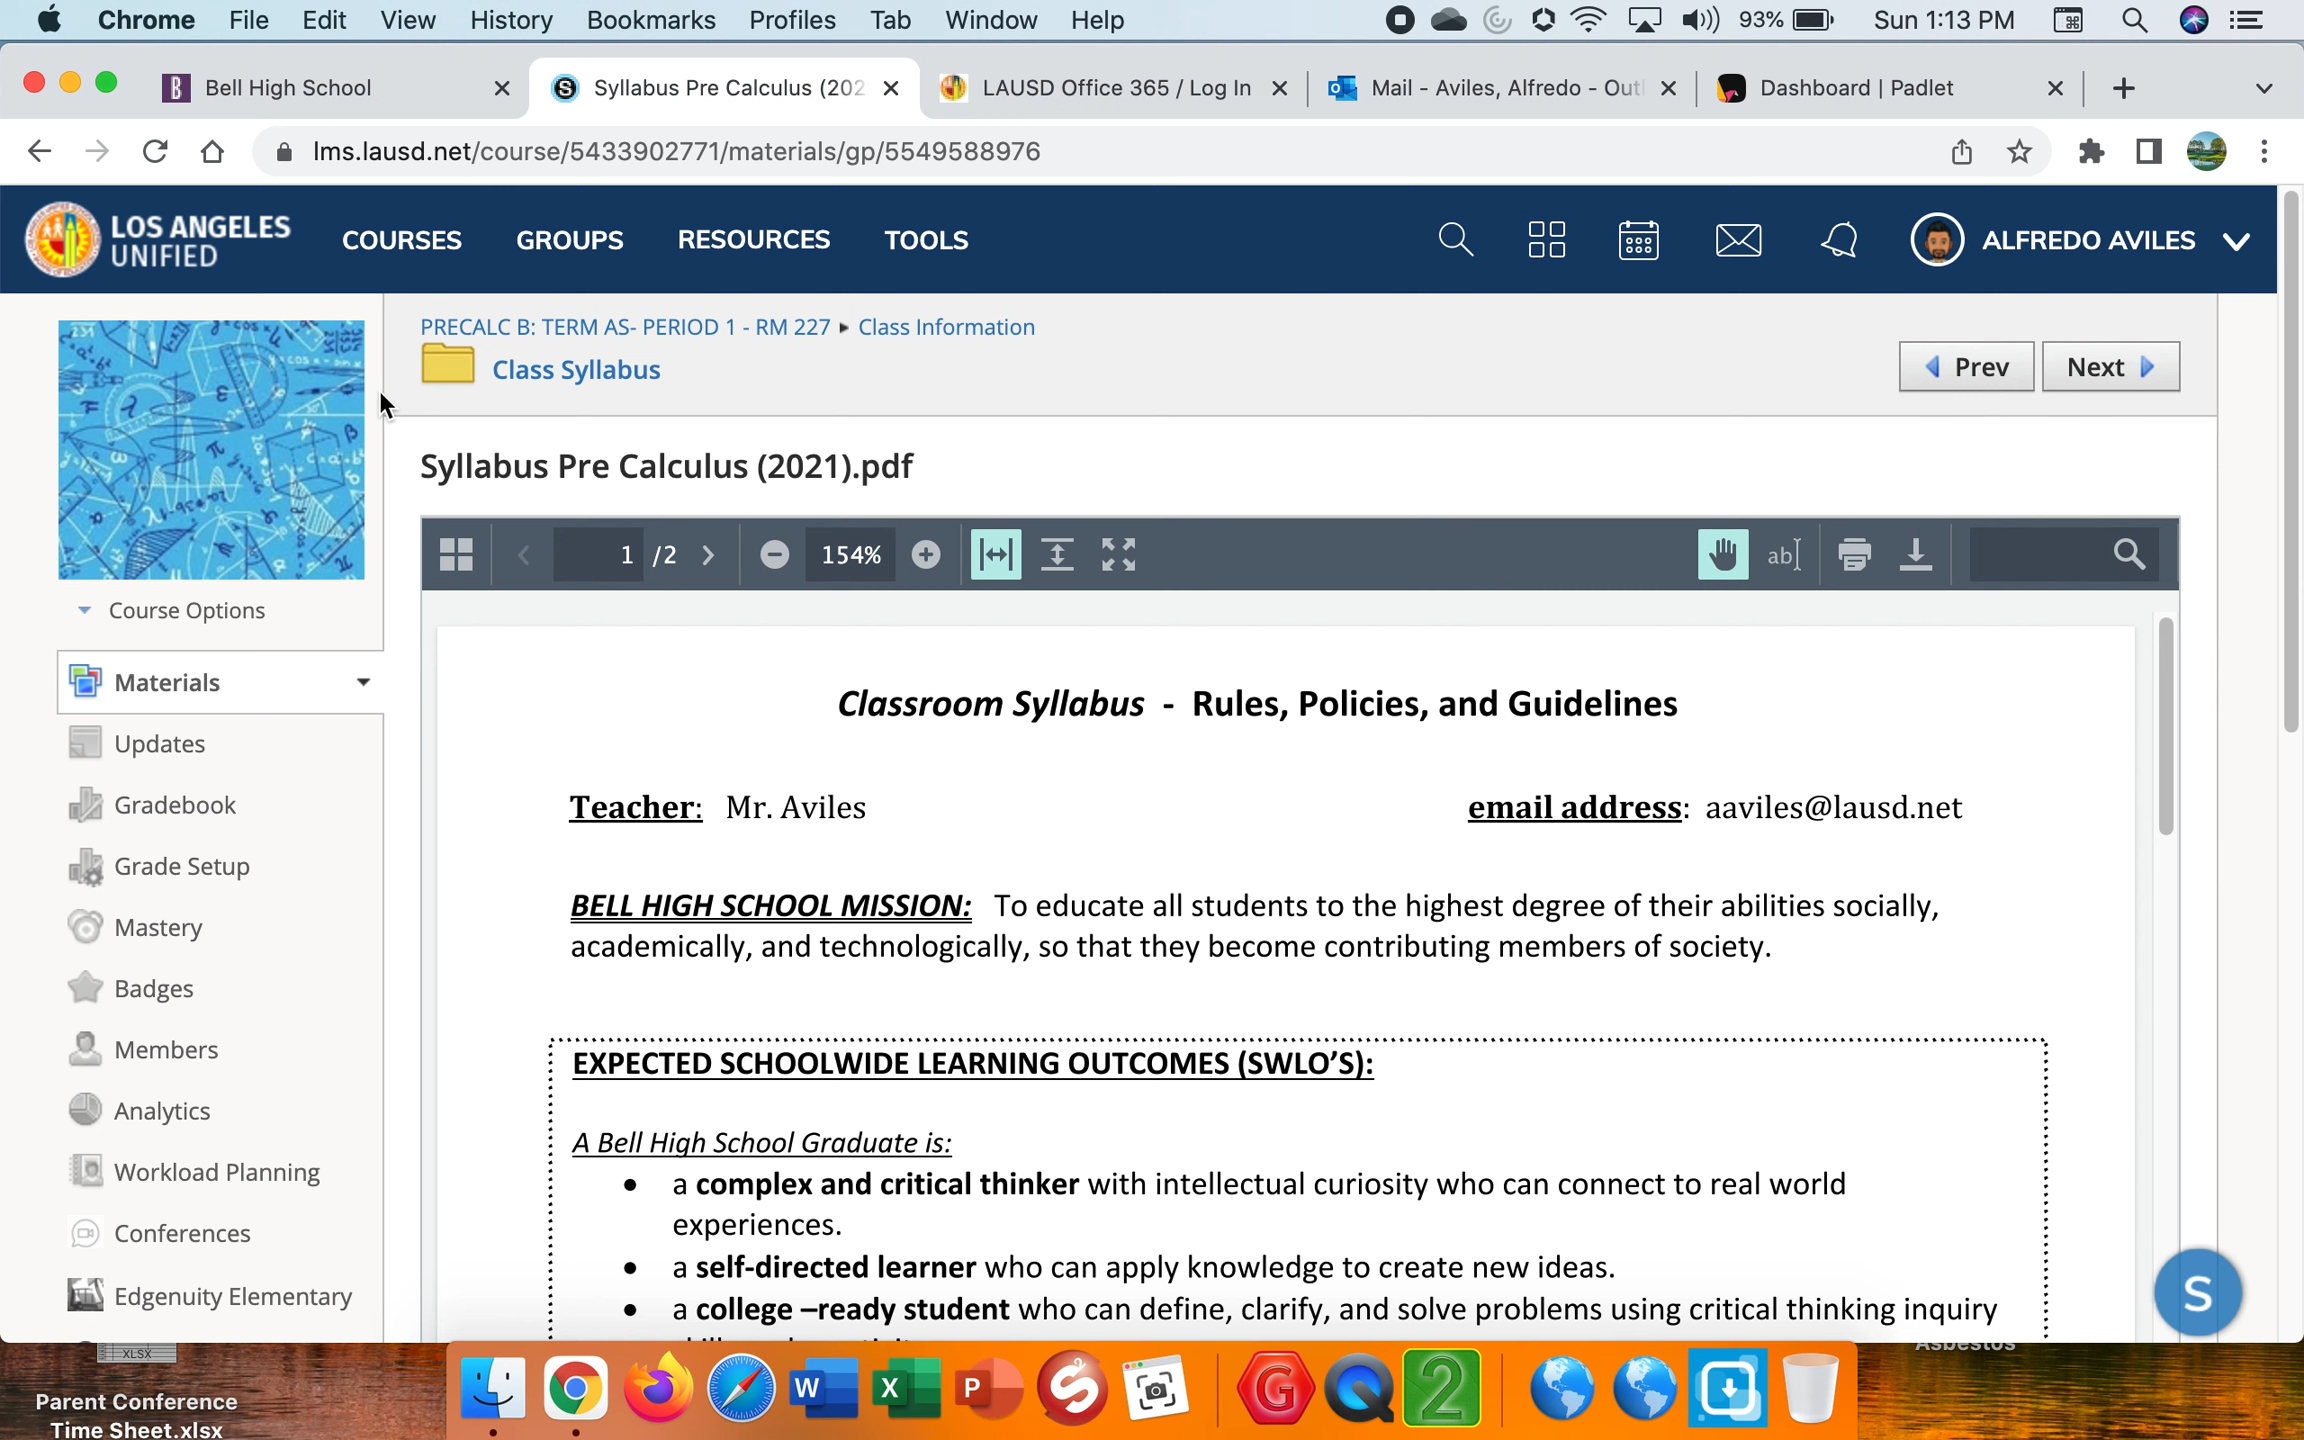 Chrome File Edit View History Bookmarks Profiles Tab Window Help 93% Sun 1:13 PM
Bell High School Syllabus Pre Calculus (202 LAUSD Office 365 / Log In Mail - Aviles, Alfredo - Outl Dashboard | Padlet
lms.lausd.net/course/5433902771/materials/gp/5549588976
LOS ANGELES
UNIFIED
COURSES GROUPS RESOURCES TOOLS ALFREDO AVILES
PRECALC B: TERM AS- PERIOD 1 - RM 227 ▸ Class Information
Class Syllabus
Prev Next
Syllabus Pre Calculus (2021).pdf
1 /2 154% ab
Course Options
Materials
Updates
Gradebook
Grade Setup
Mastery
Badges
Members
Analytics
Workload Planning
Conferences
Edgenuity Elementary
Classroom Syllabus - Rules, Policies, and Guidelines
Teacher: Mr. Aviles email address: aaviles@lausd.net
BELL HIGH SCHOOL MISSION: To educate all students to the highest degree of their abilities socially,
academically, and technologically, so that they become contributing members of society.
EXPECTED SCHOOLWIDE LEARNING OUTCOMES (SWLO’S):
A Bell High School Graduate is:
• a complex and critical thinker with intellectual curiosity who can connect to real world
experiences.
• a self-directed learner who can apply knowledge to create new ideas.
• a college –ready student who can define, clarify, and solve problems using critical thinking inquiry
S
XLSX
Parent Conference
Time Sheet.xlsx
Asbestos
W X P G 2